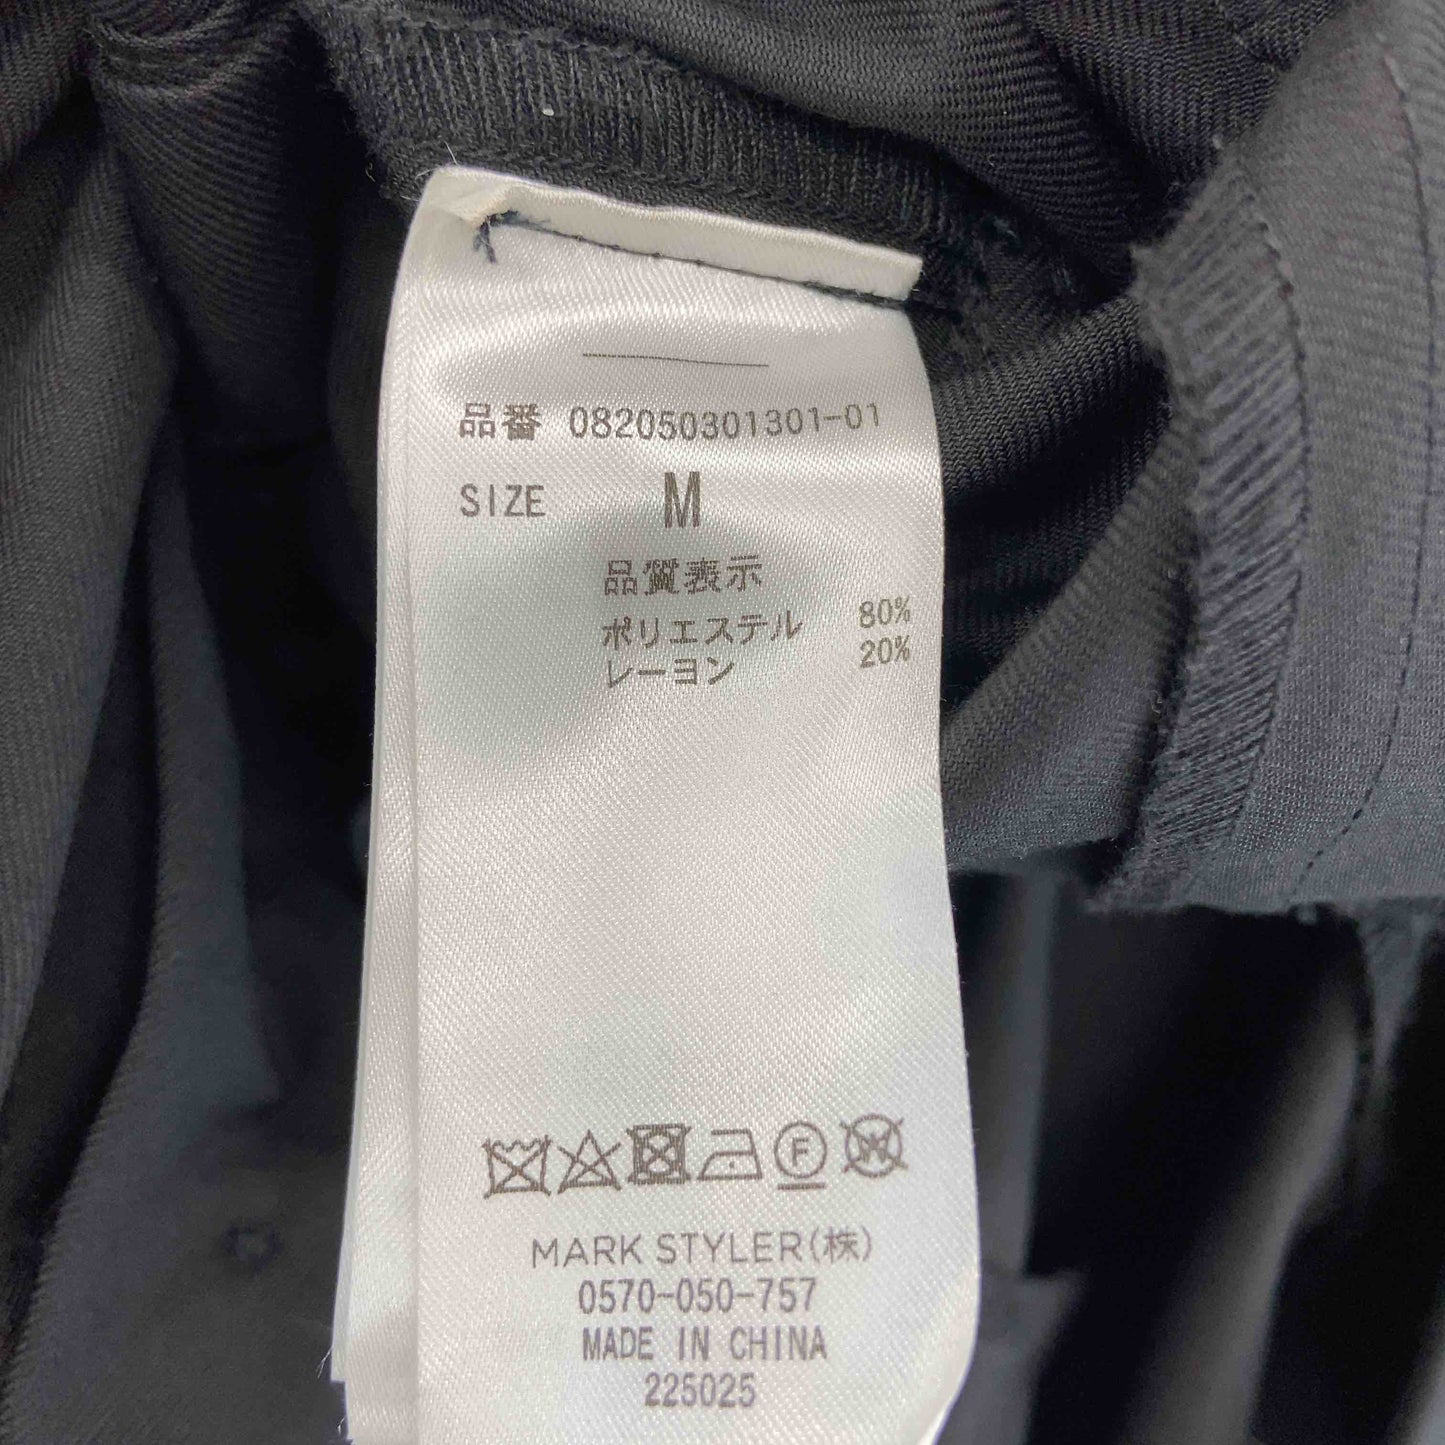 品番 082050301301-01
SIZE M
品質表示
ポリエステル 80%
レーヨン 20%
F W
MARK STYLER(株)
0570-050-757
MADE IN CHINA
225025